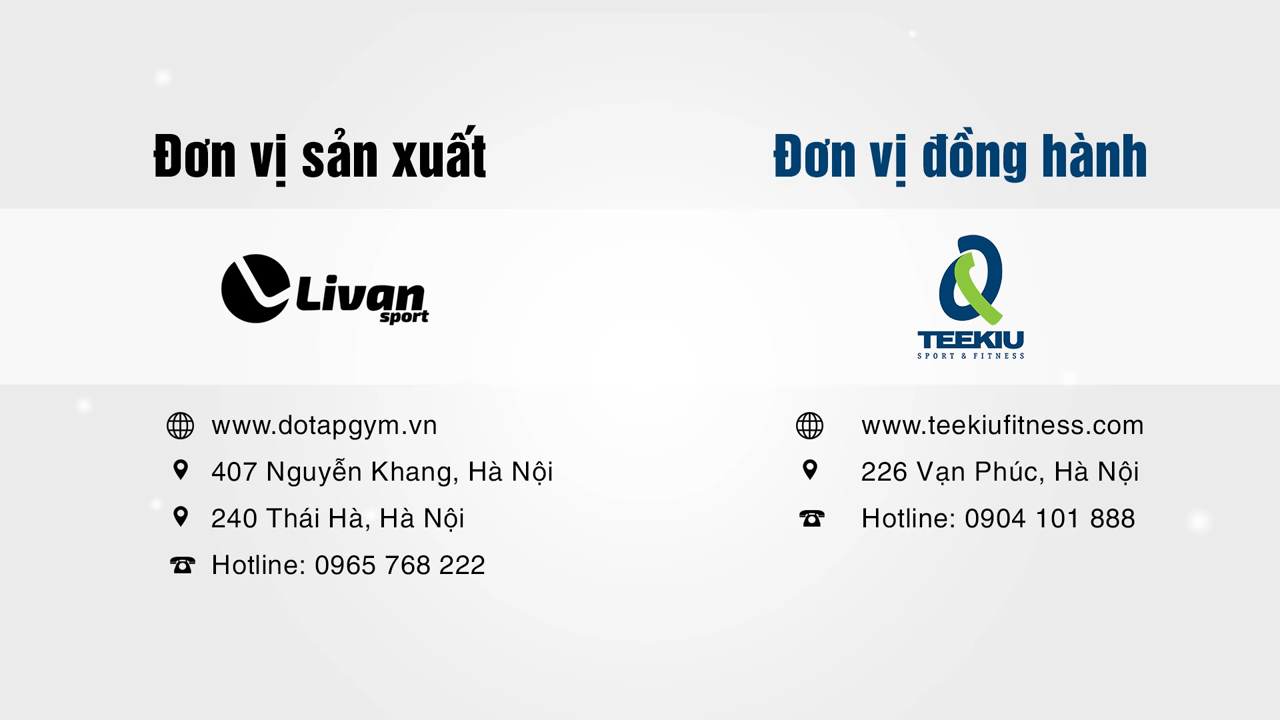 Đơn vị sản xuất
Livan
sport
www.dotapgym.vn
407 Nguyễn Khang, Hà Nội
240 Thái Hà, Hà Nội
Hotline: 0965 768 222
Đơn vị đồng hành
TEEKIU
SPORT & FITNESS
www.teekiufitness.com
226 Vạn Phúc, Hà Nội
Hotline: 0904 101 888